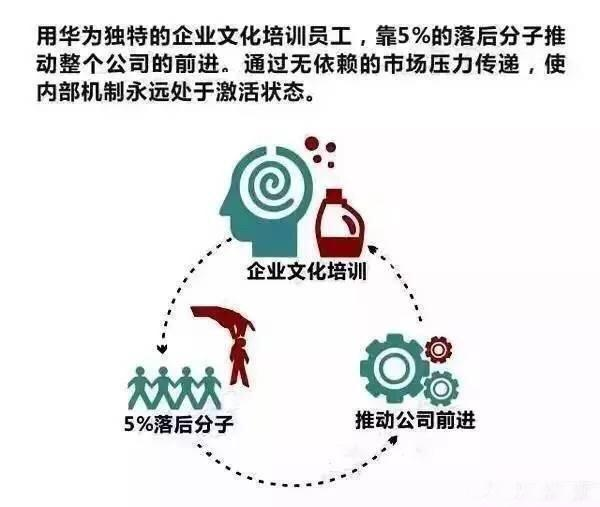 用华为独特的企业文化培训员工，靠5%的落后分子推
动整个公司的前进。通过无依赖的市场压力传递，使
内部机制永远处于激活状态。
企业文化培训
5%落后分子
推动公司前进